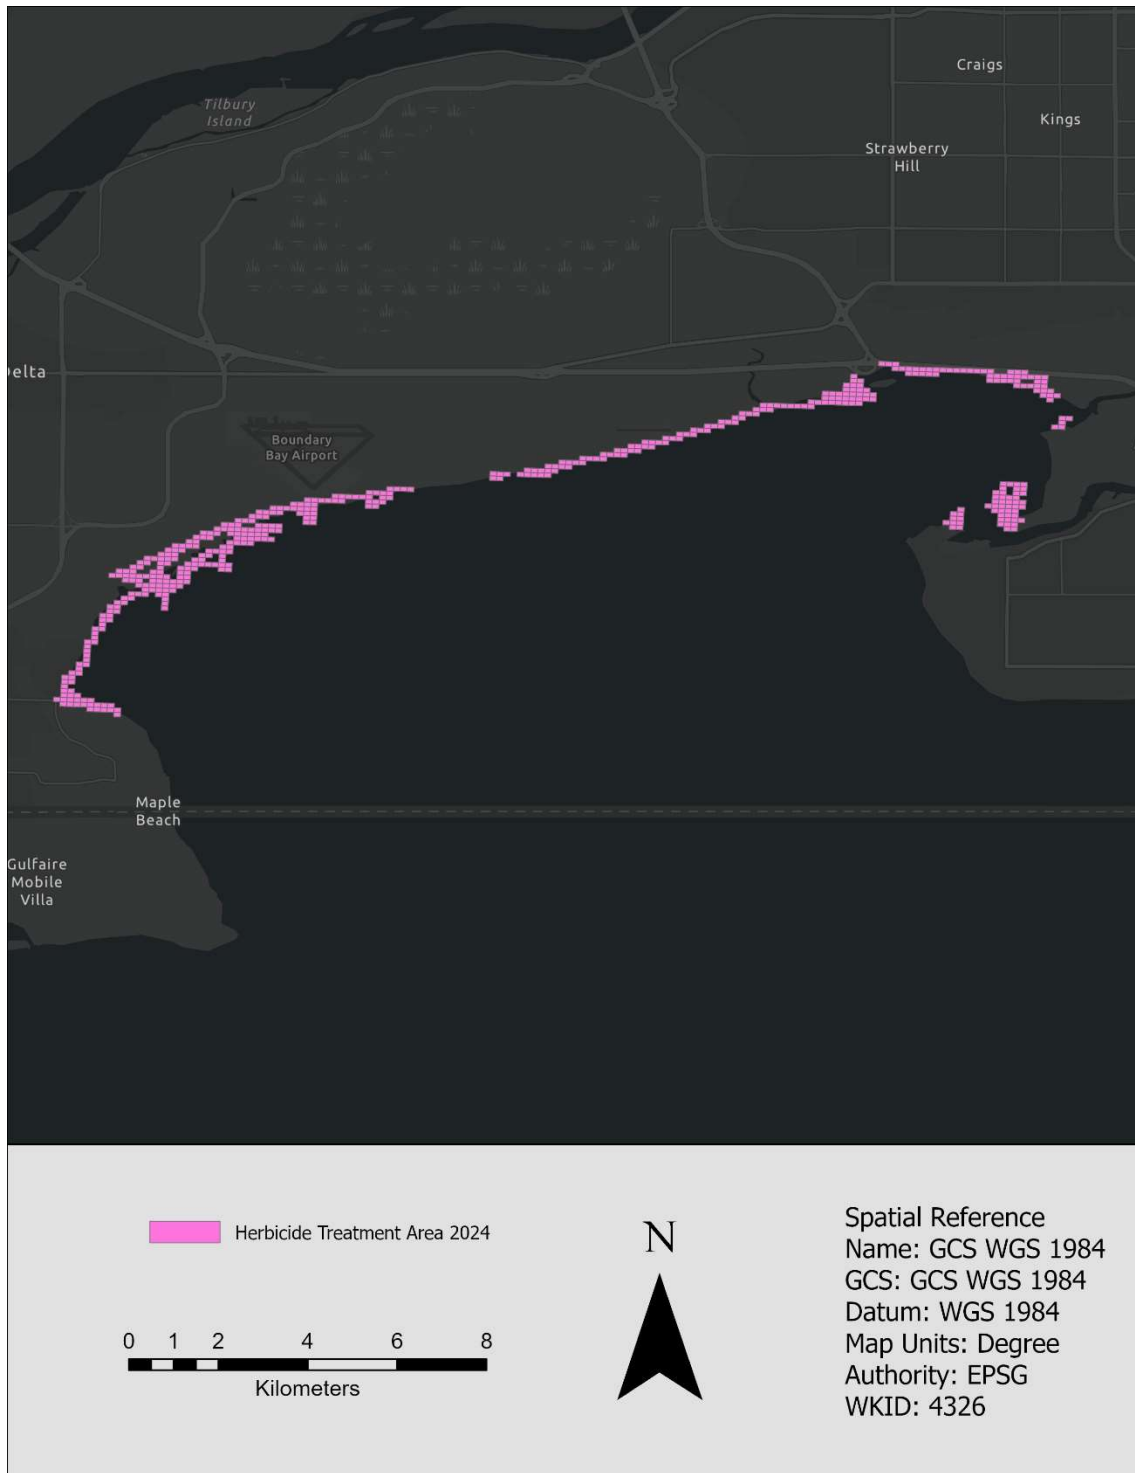 Craigs
Tilbury
Island
Kings
Strawberry
Hill
Delta
Boundary
Bay Airport
Maple
Beach
Gulfaire
Mobile
Villa
Herbicide Treatment Area 2024
N
0 1 2 4 6 8
Kilometers
Spatial Reference
Name: GCS WGS 1984
GCS: GCS WGS 1984
Datum: WGS 1984
Map Units: Degree
Authority: EPSG
WKID: 4326